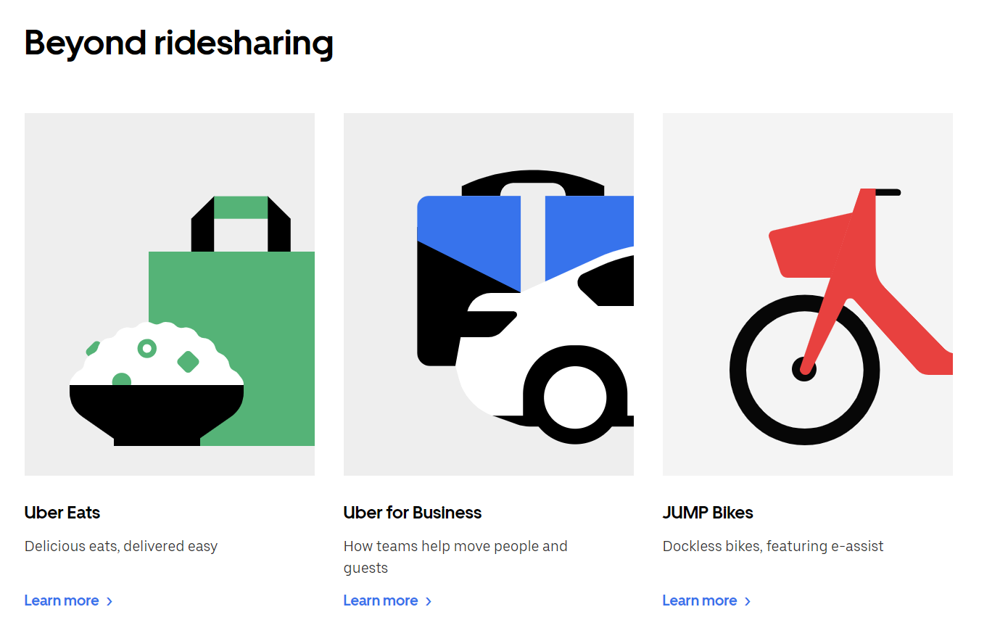 Beyond ridesharing
Uber Eats
Delicious eats, delivered easy
Learn more ›
Uber for Business
How teams help move people and
guests
Learn more ›
JUMP Bikes
Dockless bikes, featuring e-assist
Learn more ›